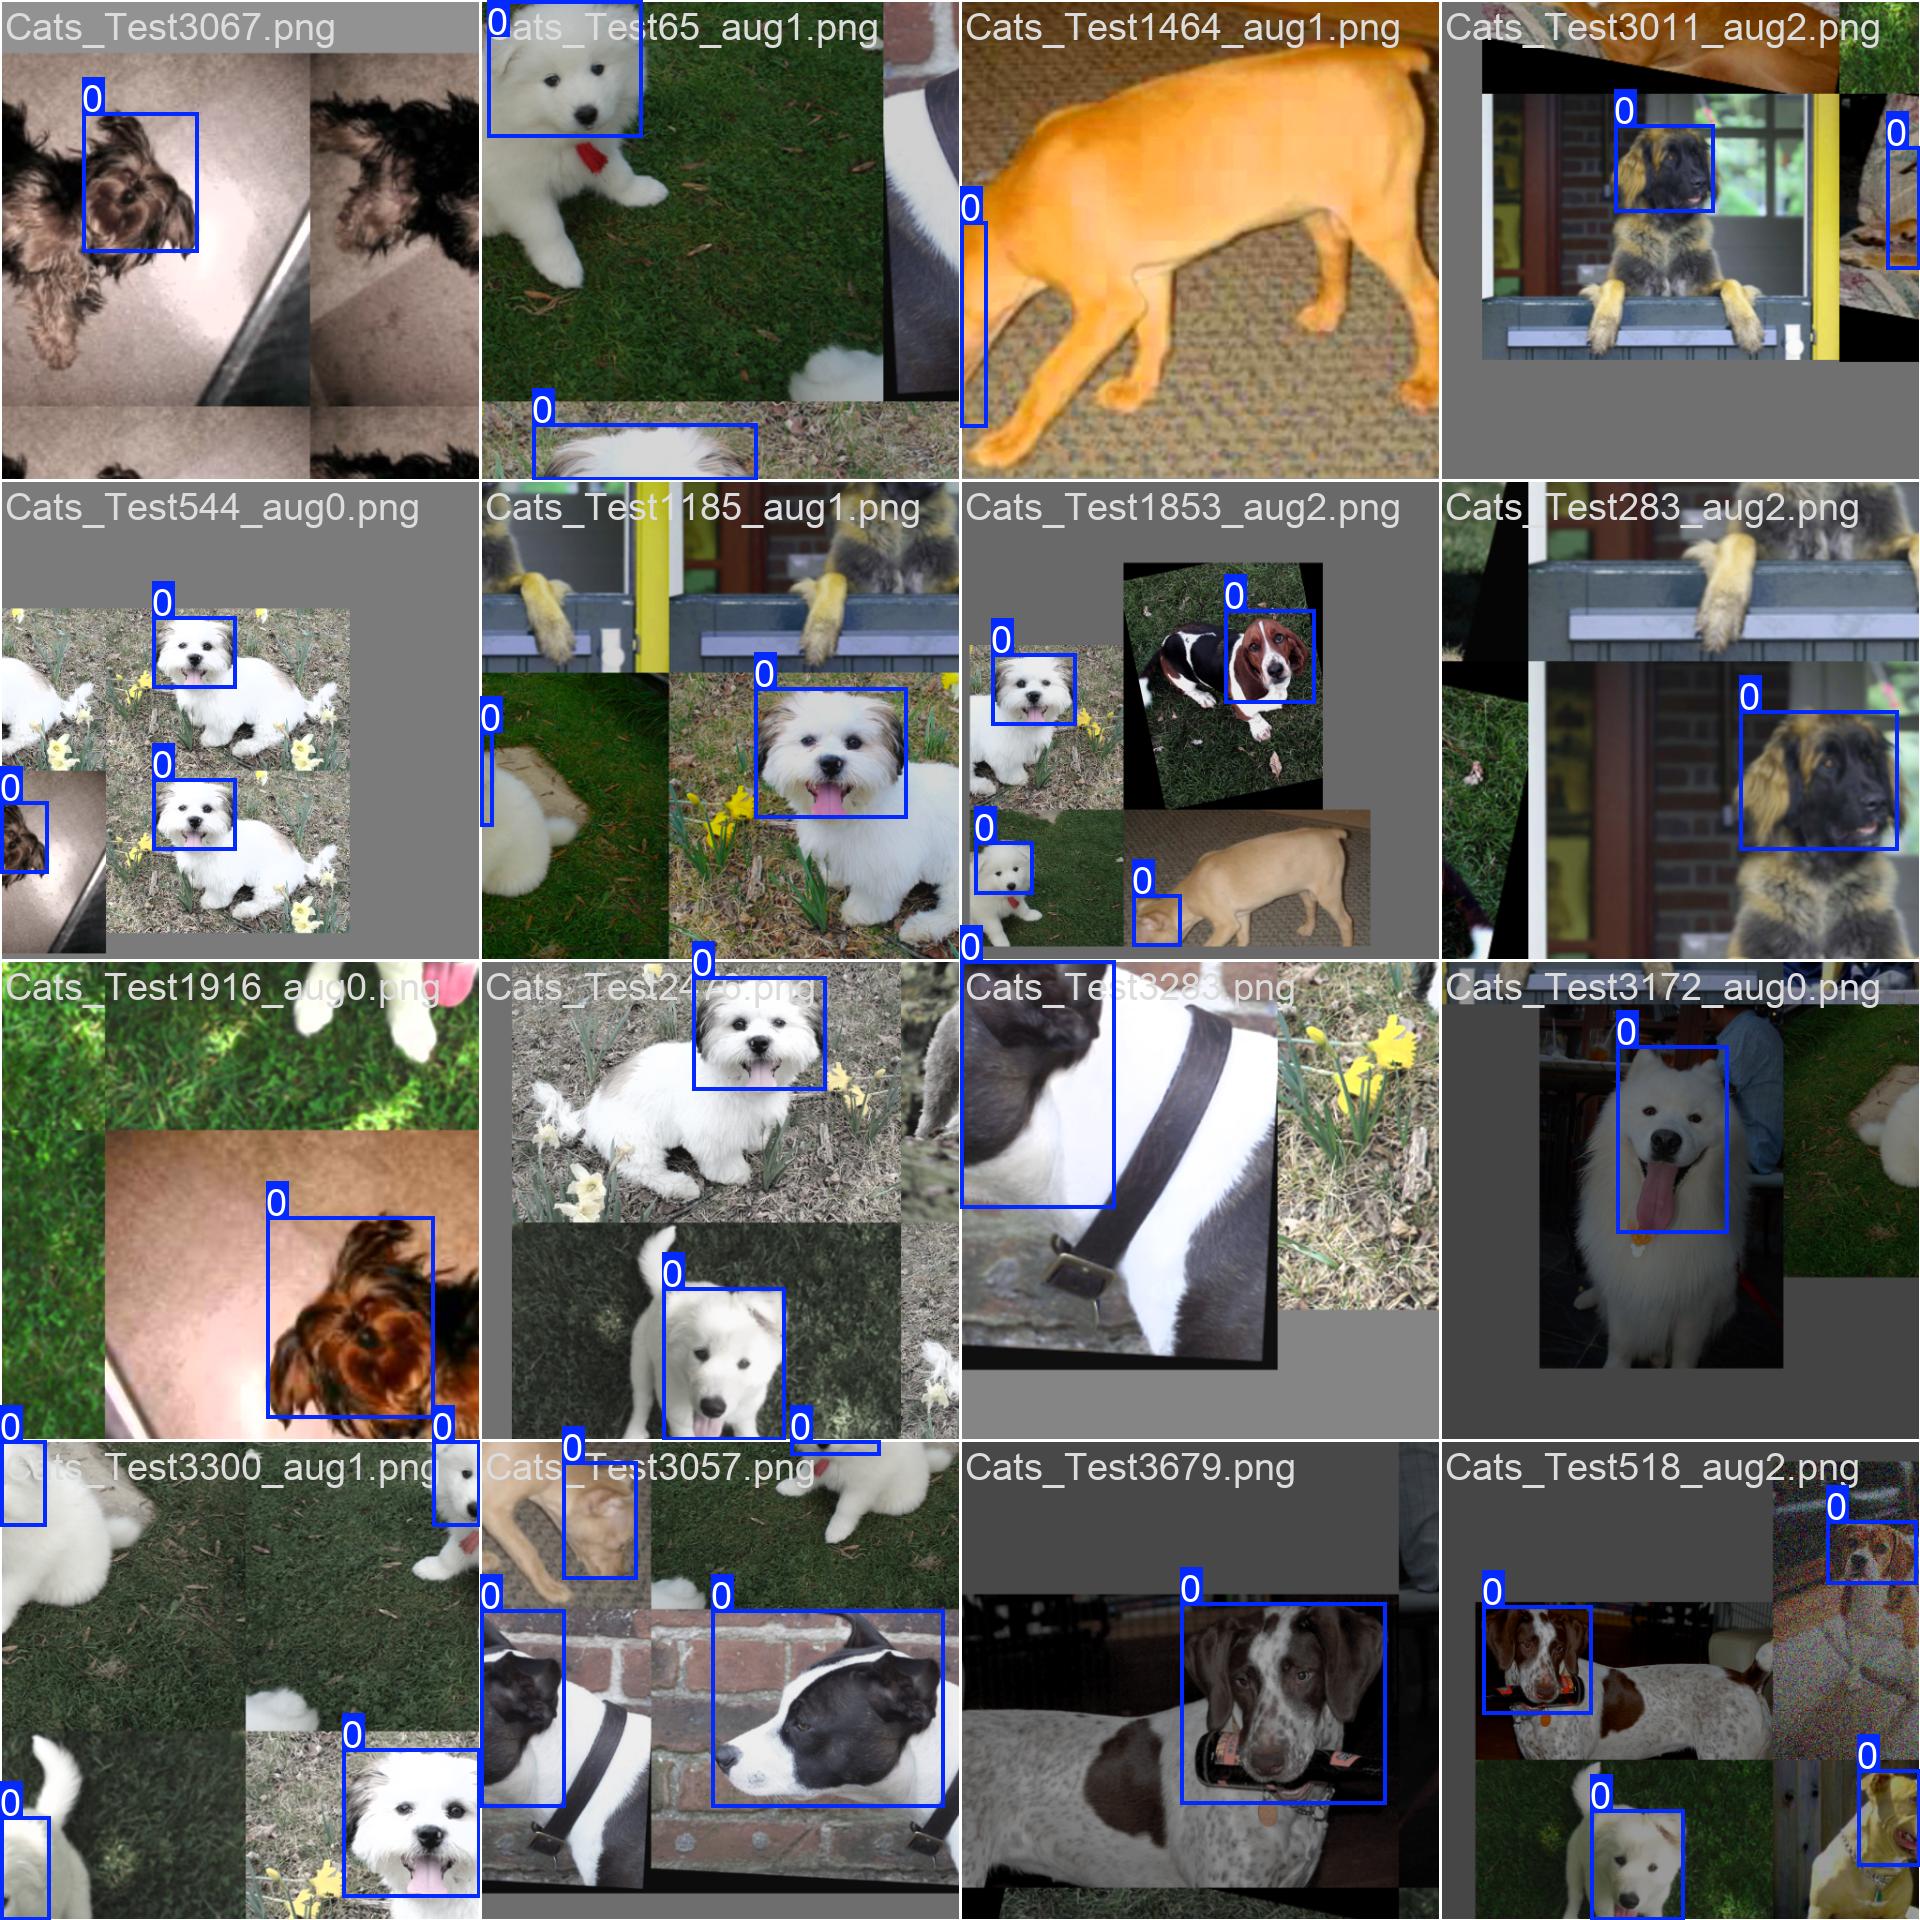 Cats_Test3067.png
Cats_Test65_aug1.png
Cats_Test1464_aug1.png
Cats_Test3011_aug2.png
0
0
0
0
0
0
0
Cats_Test544_aug0.png
Cats_Test1185_aug1.png
Cats_Test1853_aug2.png
Cats_Test283_aug2.png
0
0
0
0
0
0
0
0
0
0
0
Cats_Test1916_aug0.png
Cats_Test2476.png
Cats_Test3283.png
Cats_Test3172_aug0.png
0
0
0
0
0
0
Cats_Test3300_aug1.png
Cats_Test3057.png
Cats_Test3679.png
Cats_Test518_aug2.png
0
0
0
0
0
0
0
0
0
0
0
0
0